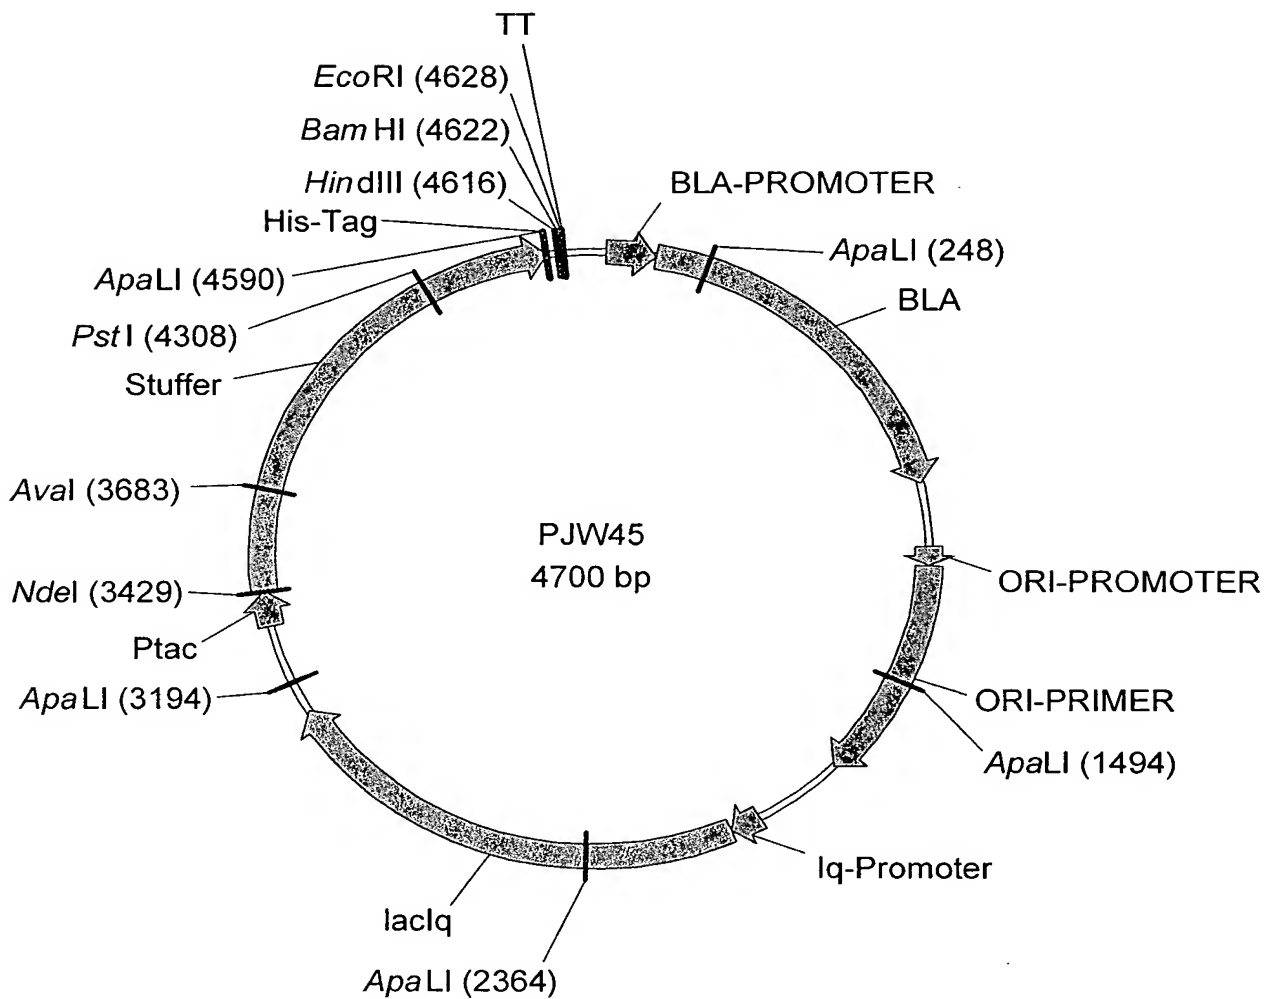 TT
EcoRI (4628)
BamHI (4622)
HindIII (4616)
His-Tag
ApaLI (4590)
PstI (4308)
Stuffer
AvaI (3683)
NdeI (3429)
Ptac
ApaLI (3194)
lacIq
ApaLI (2364)
Iq-Promoter
ApaLI (1494)
ORI-PRIMER
ORI-PROMOTER
BLA
ApaLI (248)
BLA-PROMOTER
PJW45
4700 bp